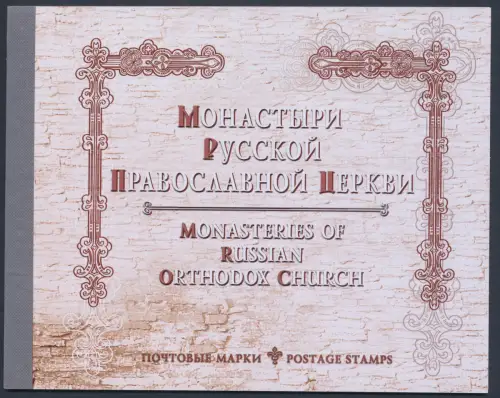 Монастыри
Русской
Православной Церкви
Monasteries of
Russian
Orthodox Church
ПОЧТОВЫЕ МАРКИ POSTAGE STAMPS